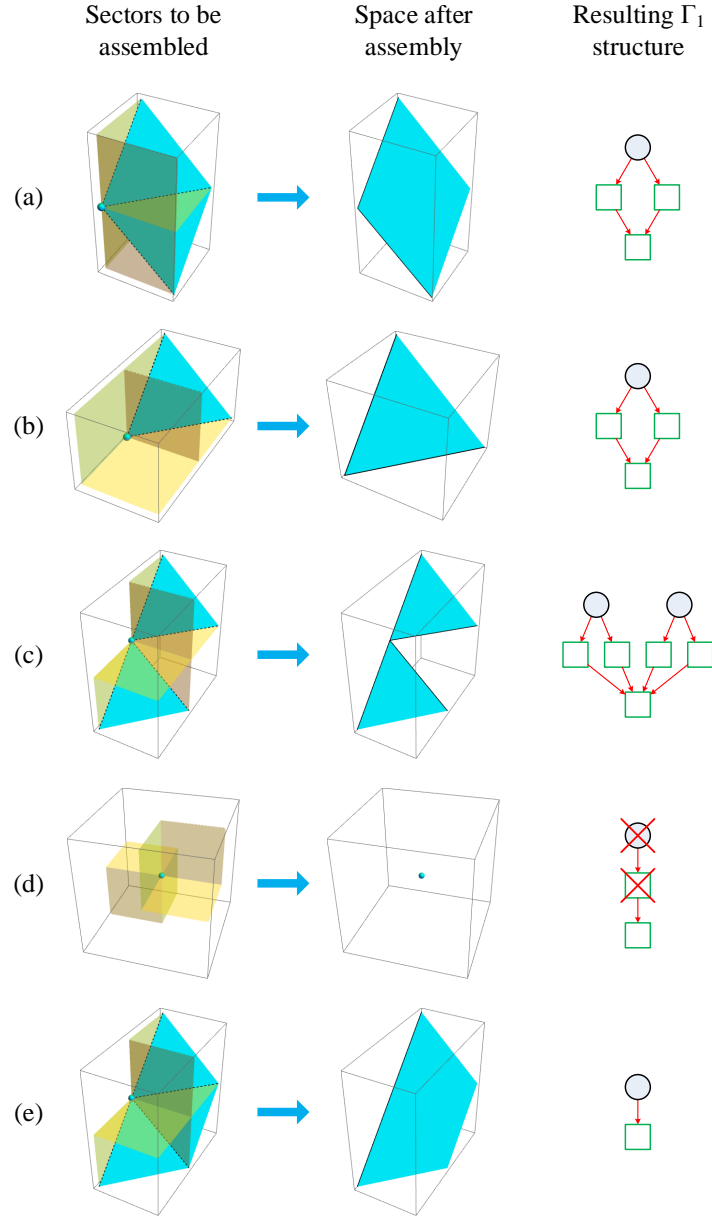 Sectors to be assembled
Space after assembly
Resulting Γ₁ structure
(a)
(b)
(c)
(d)
(e)